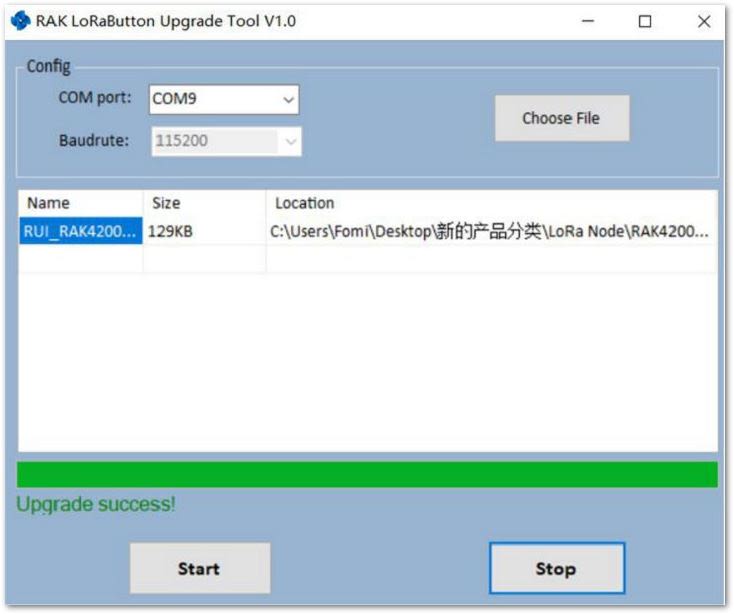 RAK LoRaButton Upgrade Tool V1.0
Config
COM port: COM9
Choose File
Baudrute: 115200
Name Size Location
RUI_RAK4200... 129KB C:\Users\Fomi\Desktop\新的产品分类\LoRa Node\RAK4200...
Upgrade success!
Start Stop